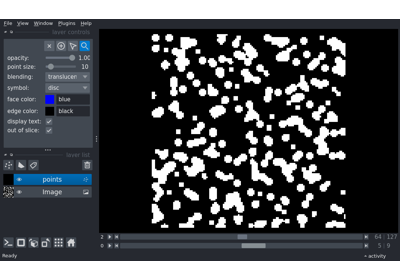 File View Window Plugins Help
layer controls
opacity: 1.00
point size: 10
blending: translucen
symbol: disc
face color: blue
edge color: black
display text:
out of slice:
layer list
points
Image
2 64 127
0 5 9
Ready activity